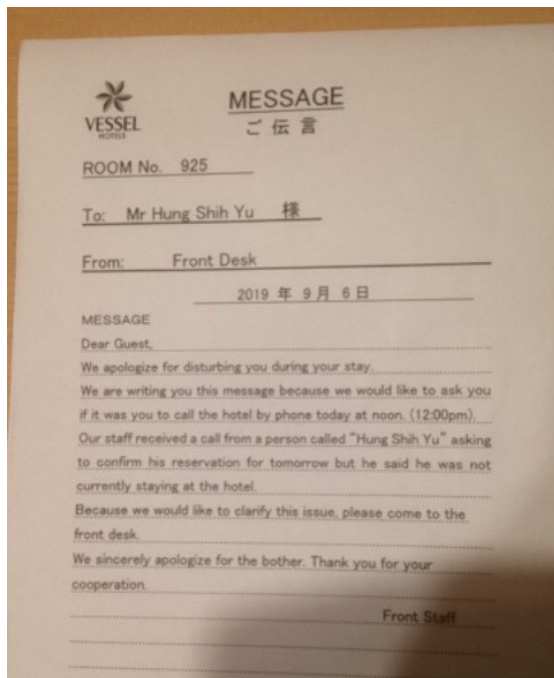 VESSEL
HOTELS
MESSAGE
ご伝言
ROOM No. 925
To: Mr Hung Shih Yu 様
From: Front Desk
2019 年 9 月 6 日
MESSAGE
Dear Guest,
We apologize for disturbing you during your stay.
We are writing you this message because we would like to ask you
if it was you to call the hotel by phone today at noon. (12:00pm).
Our staff received a call from a person called "Hung Shih Yu" asking
to confirm his reservation for tomorrow but he said he was not
currently staying at the hotel.
Because we would like to clarify this issue, please come to the
front desk.
We sincerely apologize for the bother. Thank you for your
cooperation.
Front Staff